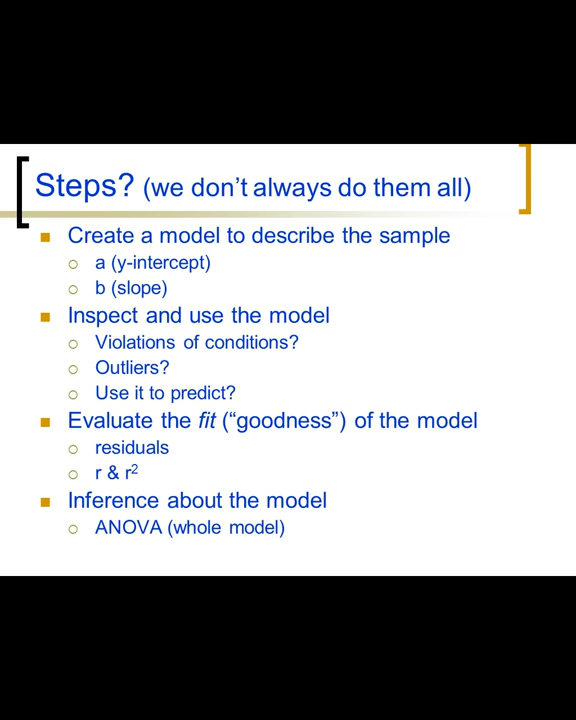 Steps? (we don’t always do them all)
Create a model to describe the sample
a (y-intercept)
b (slope)
Inspect and use the model
Violations of conditions?
Outliers?
Use it to predict?
Evaluate the fit (“goodness”) of the model
residuals
r & r²
Inference about the model
ANOVA (whole model)